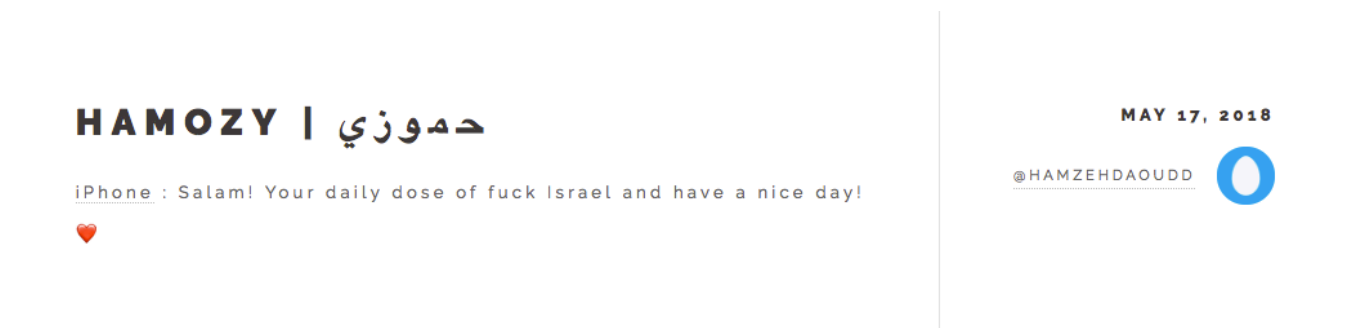 HAMOZY | حموزي
MAY 17, 2018
@HAMZEHDAOUDD
iPhone : Salam! Your daily dose of fuck Israel and have a nice day!
❤️